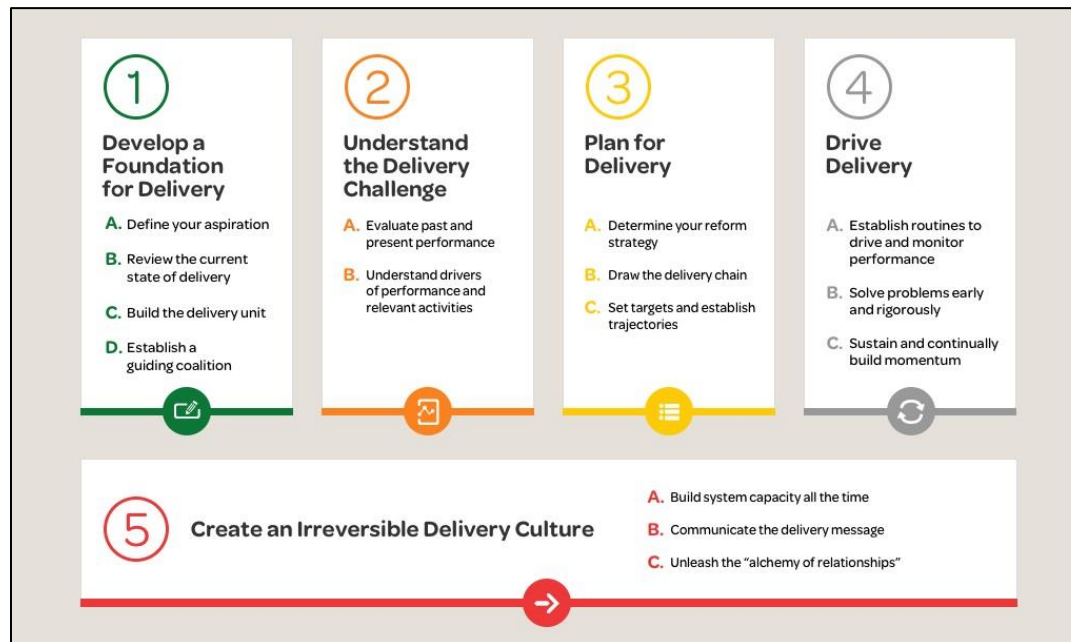 1
Develop a
Foundation
for Delivery
A. Define your aspiration
B. Review the current
state of delivery
C. Build the delivery unit
D. Establish a
guiding coalition
2
Understand
the Delivery
Challenge
A. Evaluate past and
present performance
B. Understand drivers
of performance and
relevant activities
3
Plan for
Delivery
A. Determine your reform
strategy
B. Draw the delivery chain
C. Set targets and establish
trajectories
4
Drive
Delivery
A. Establish routines to
drive and monitor
performance
B. Solve problems early
and rigorously
C. Sustain and continually
build momentum
5
Create an Irreversible Delivery Culture
A. Build system capacity all the time
B. Communicate the delivery message
C. Unleash the “alchemy of relationships”